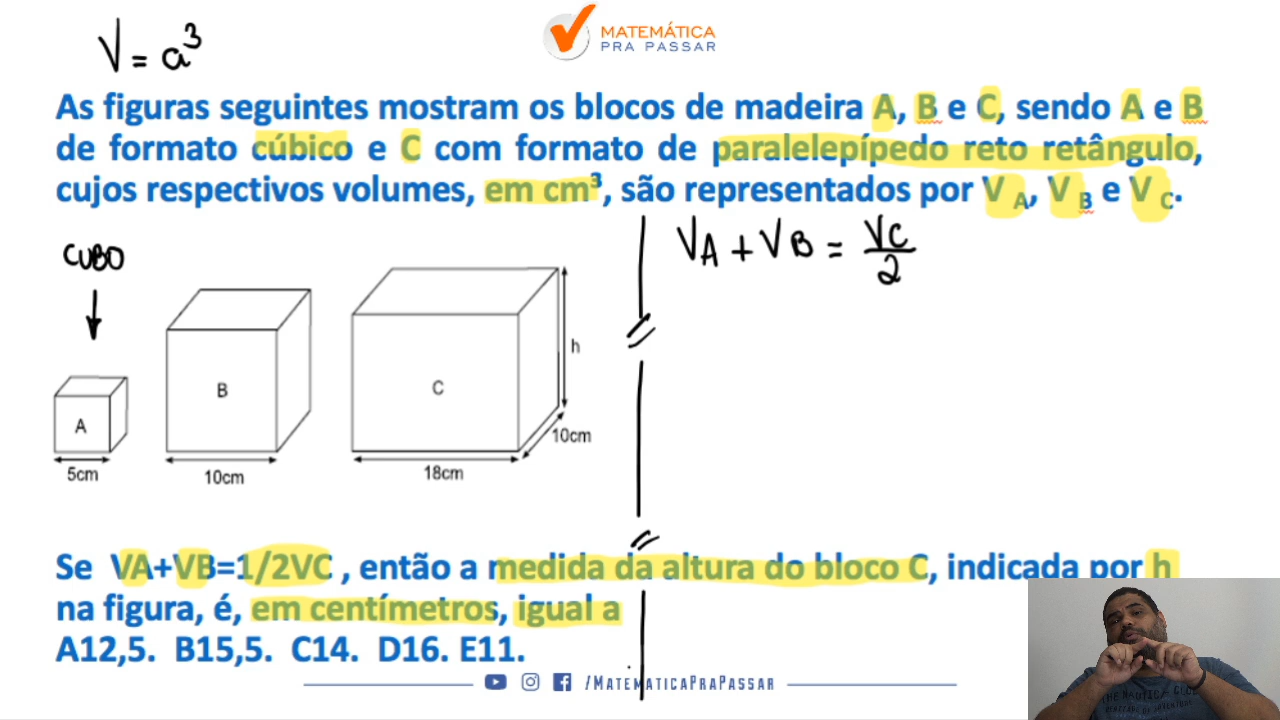 V = a³
MATEMÁTICA
PRA PASSAR
As figuras seguintes mostram os blocos de madeira A, B e C, sendo A e B
de formato cúbico e C com formato de paralelepípedo reto retângulo,
cujos respectivos volumes, em cm³, são representados por V A, V B e V C.
CUBO
VA + VB = VC/2
A
5cm
B
10cm
C
h
10cm
18cm
Se VA+VB=1/2VC , então a medida da altura do bloco C, indicada por h
na figura, é, em centímetros, igual a
A12,5. B15,5. C14. D16. E11.
/MatematicaPraPassar